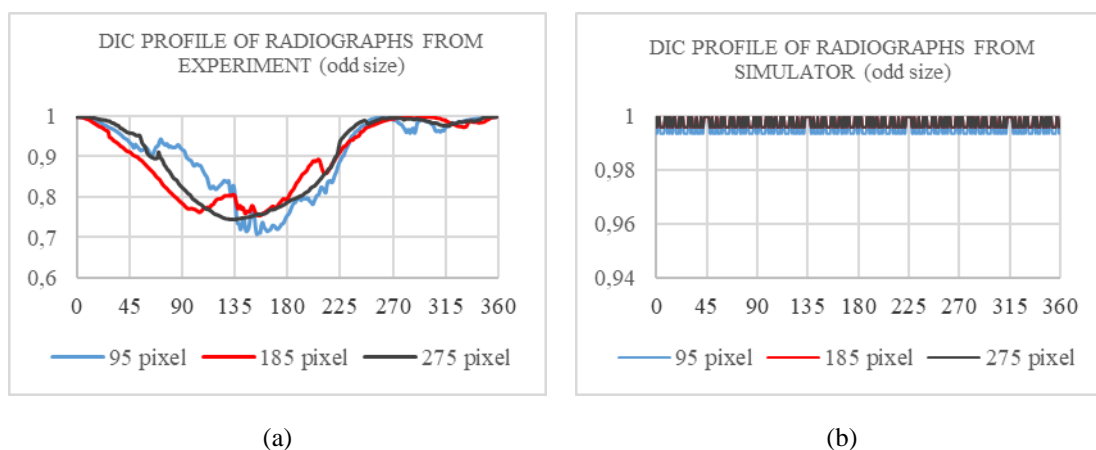 DIC PROFILE OF RADIOGRAPHS FROM
EXPERIMENT (odd size)
1
0,9
0,8
0,7
0,6
0 45 90 135 180 225 270 315 360
95 pixel 185 pixel 275 pixel
(a)
DIC PROFILE OF RADIOGRAPHS FROM
SIMULATOR (odd size)
1
0,98
0,96
0,94
0 45 90 135 180 225 270 315 360
95 pixel 185 pixel 275 pixel
(b)